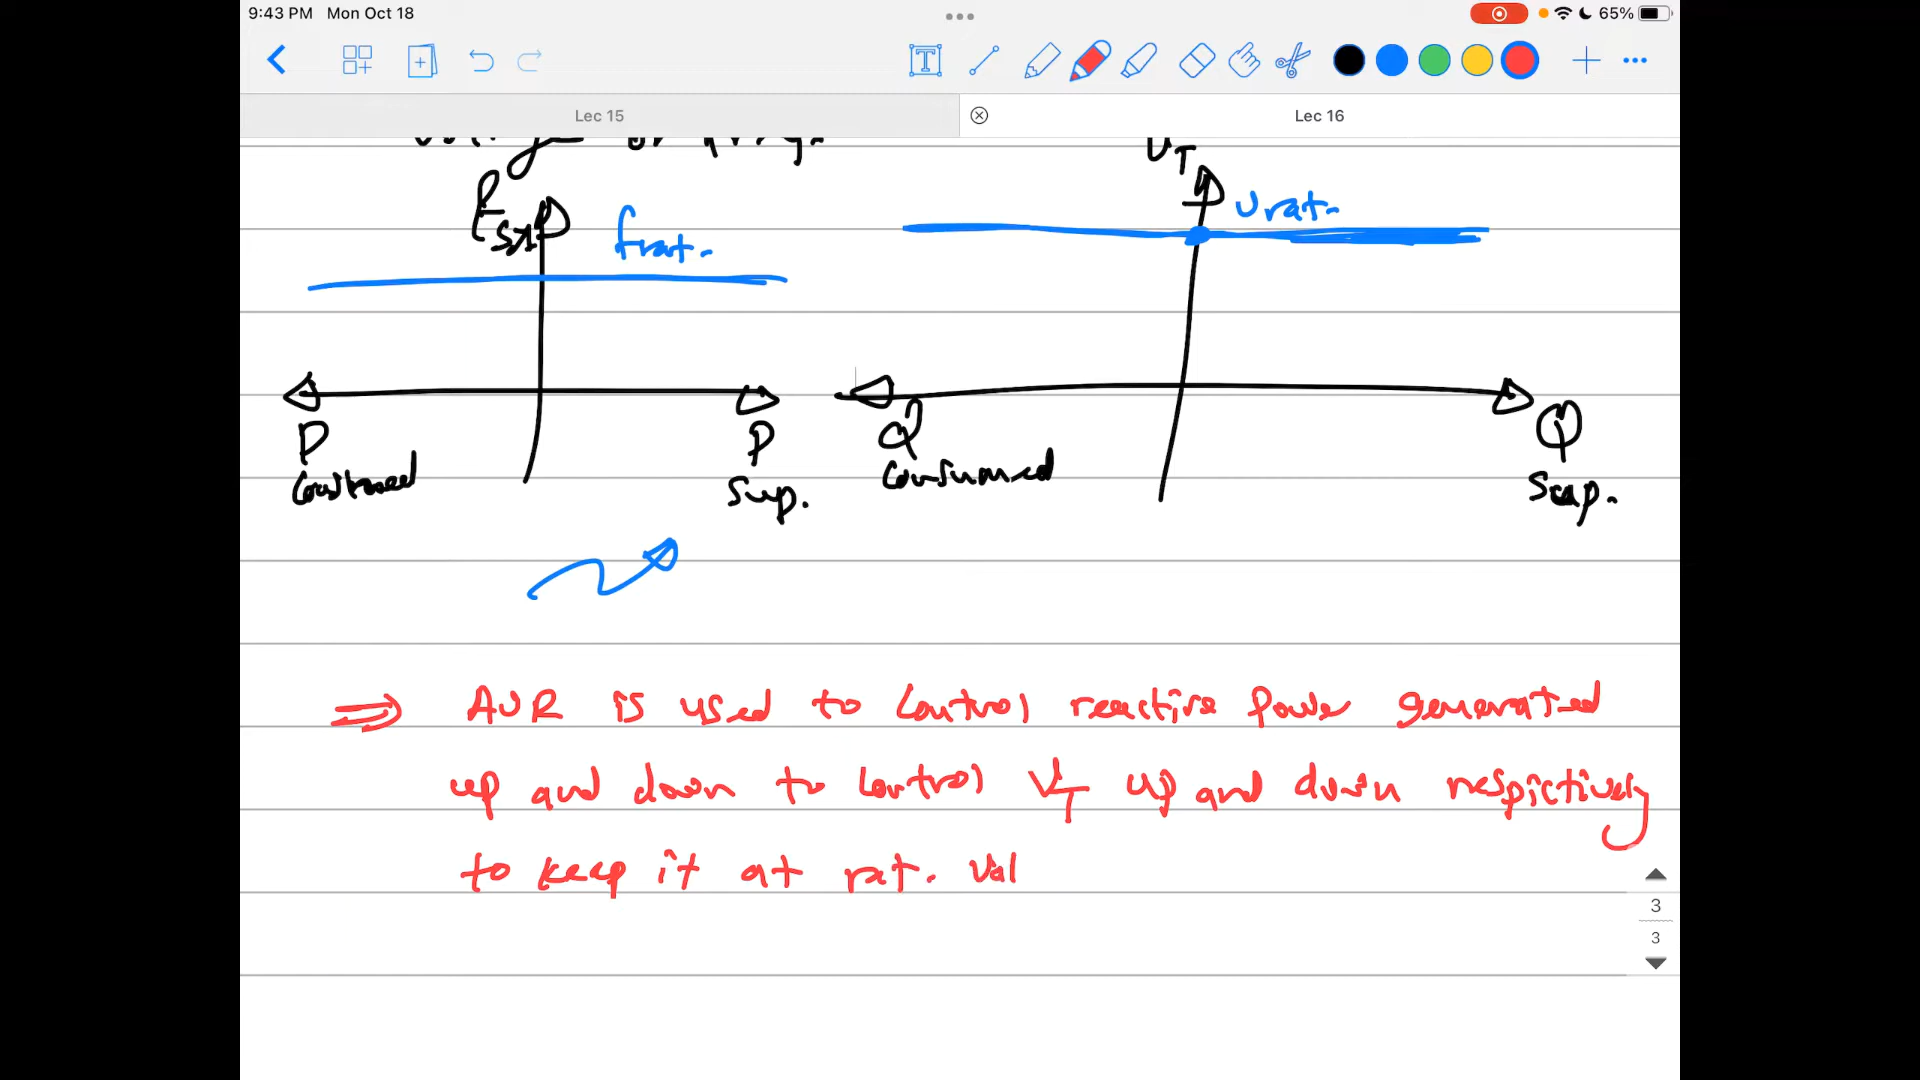 9:43 PM Mon Oct 18
65%
Lec 15
Lec 16
VT
frat.
Vrat.
P
P
Q
Q
Consumed
Sup.
Sup.
⇒ AVR is used to control reactive power generated
up and down to control VT up and down respictively
to keep it at rat. Val
3
3